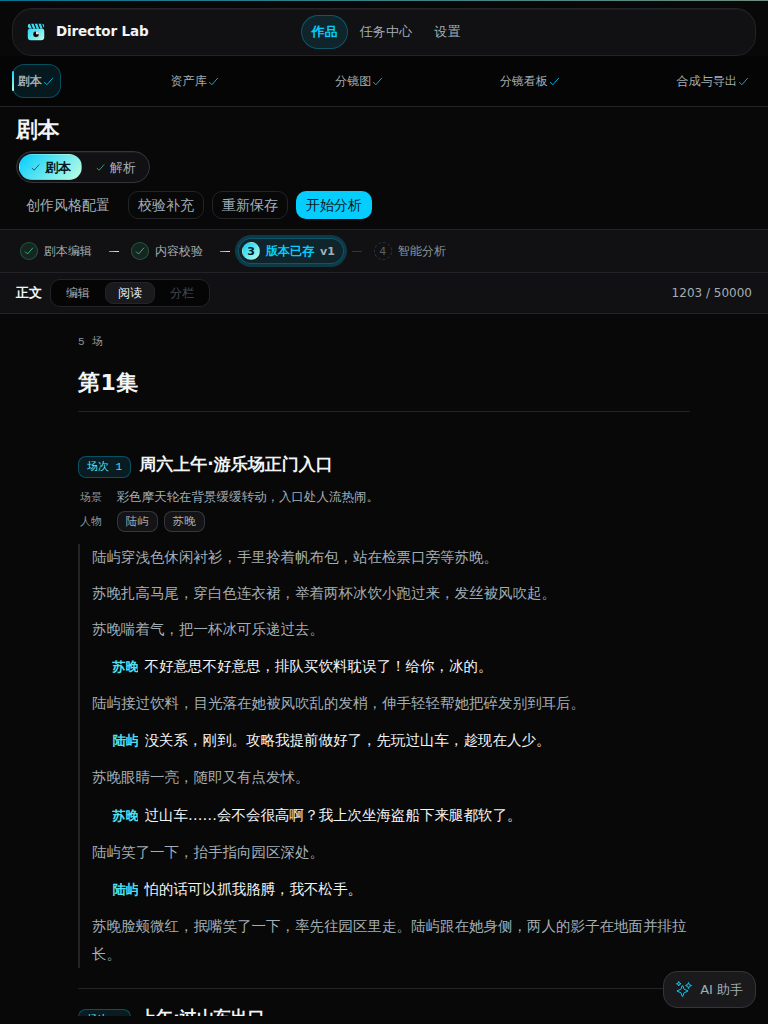 Director Lab
作品 任务中心 设置
剧本 资产库 分镜图 分镜看板 合成与导出
剧本
剧本 解析
创作风格配置 校验补充 重新保存 开始分析
剧本编辑 — 内容校验 — 3 版本已存 v1 — 4 智能分析
正文 编辑 阅读 分栏 1203 / 50000
5 场
第1集
场次 1 周六上午·游乐场正门入口
场景 彩色摩天轮在背景缓缓转动，入口处人流热闹。
人物 陆屿 苏晚
陆屿穿浅色休闲衬衫，手里拎着帆布包，站在检票口旁等苏晚。
苏晚扎高马尾，穿白色连衣裙，举着两杯冰饮小跑过来，发丝被风吹起。
苏晚喘着气，把一杯冰可乐递过去。
苏晚 不好意思不好意思，排队买饮料耽误了！给你，冰的。
陆屿接过饮料，目光落在她被风吹乱的发梢，伸手轻轻帮她把碎发别到耳后。
陆屿 没关系，刚到。攻略我提前做好了，先玩过山车，趁现在人少。
苏晚眼睛一亮，随即又有点发怵。
苏晚 过山车……会不会很高啊？我上次坐海盗船下来腿都软了。
陆屿笑了一下，抬手指向园区深处。
陆屿 怕的话可以抓我胳膊，我不松手。
苏晚脸颊微红，抿嘴笑了一下，率先往园区里走。陆屿跟在她身侧，两人的影子在地面并排拉
长。
AI 助手
上午·过山车出口